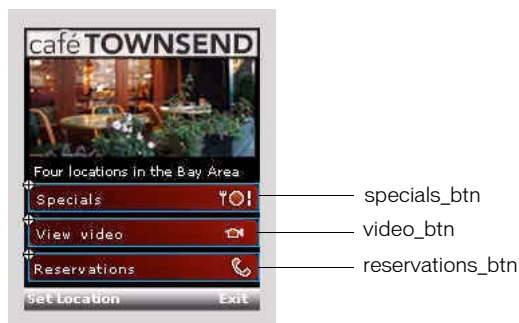 café TOWNSEND
Four locations in the Bay Area
Specials
specials_btn
View video
video_btn
Reservations
reservations_btn
Set Location Exit